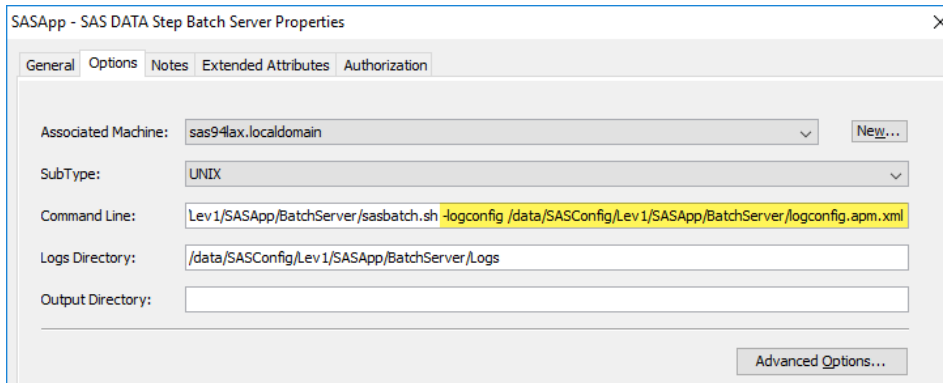 SASApp - SAS DATA Step Batch Server Properties
General Options Notes Extended Attributes Authorization
Associated Machine: sas94lax.localdomain New...
SubType: UNIX
Command Line: Lev1/SASApp/BatchServer/sasbatch.sh -logconfig /data/SASConfig/Lev1/SASApp/BatchServer/logconfig.apm.xml
Logs Directory: /data/SASConfig/Lev1/SASApp/BatchServer/Logs
Output Directory:
Advanced Options...